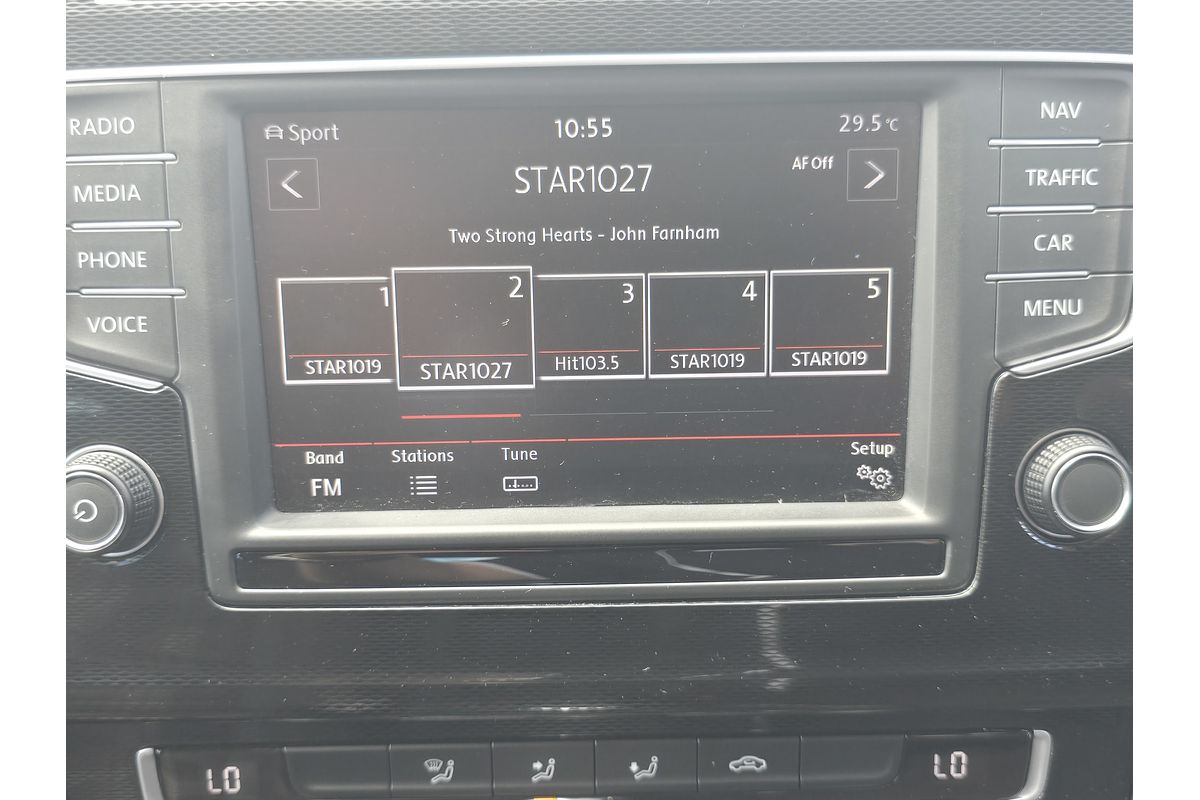 RADIO
MEDIA
PHONE
VOICE
Sport 10:55 29.5°C
AF Off
STAR1027
Two Strong Hearts - John Farnham
1 2 3 4 5
STAR1019 STAR1027 Hit103.5 STAR1019 STAR1019
Band Stations Tune Setup
FM
NAV
TRAFFIC
CAR
MENU
LO LO